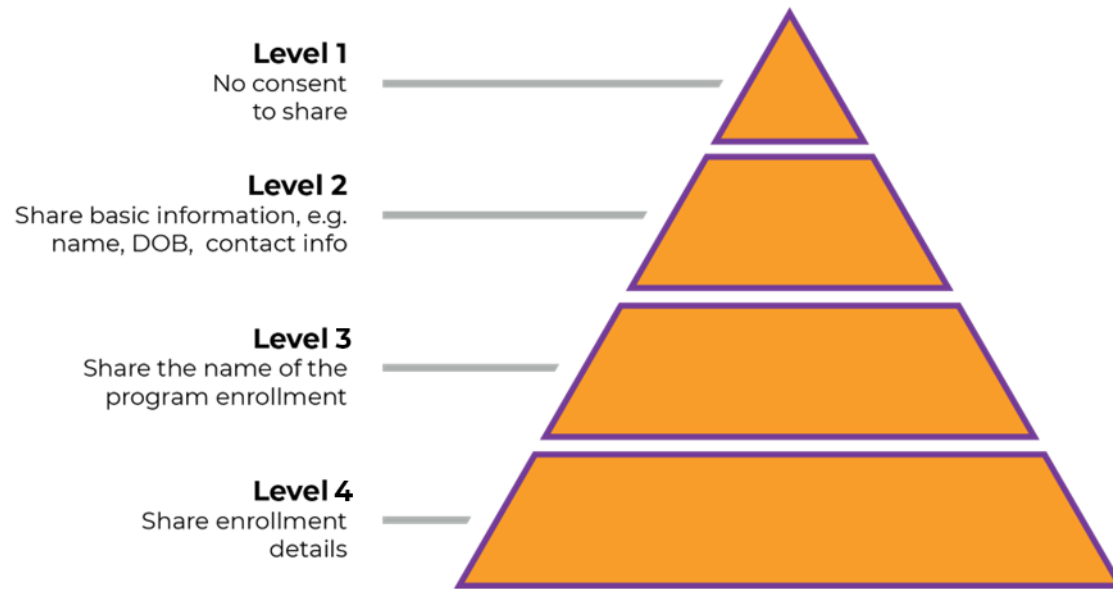 Level 1
No consent
to share
Level 2
Share basic information, e.g.
name, DOB, contact info
Level 3
Share the name of the
program enrollment
Level 4
Share enrollment
details